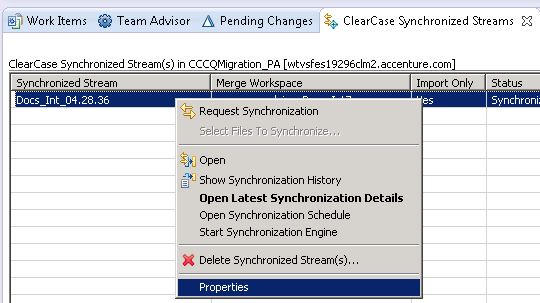 Work Items Team Advisor Pending Changes ClearCase Synchronized Streams
ClearCase Synchronized Stream(s) in CCCQMigration_PA [wtvsfes19296clm2.accenture.com]
Synchronized Stream Merge Workspace Import Only Status
Docs_Int_04.28.36 Yes Synchroniz
Request Synchronization
Select Files To Synchronize...
Open
Show Synchronization History
Open Latest Synchronization Details
Open Synchronization Schedule
Start Synchronization Engine
Delete Synchronized Stream(s)...
Properties